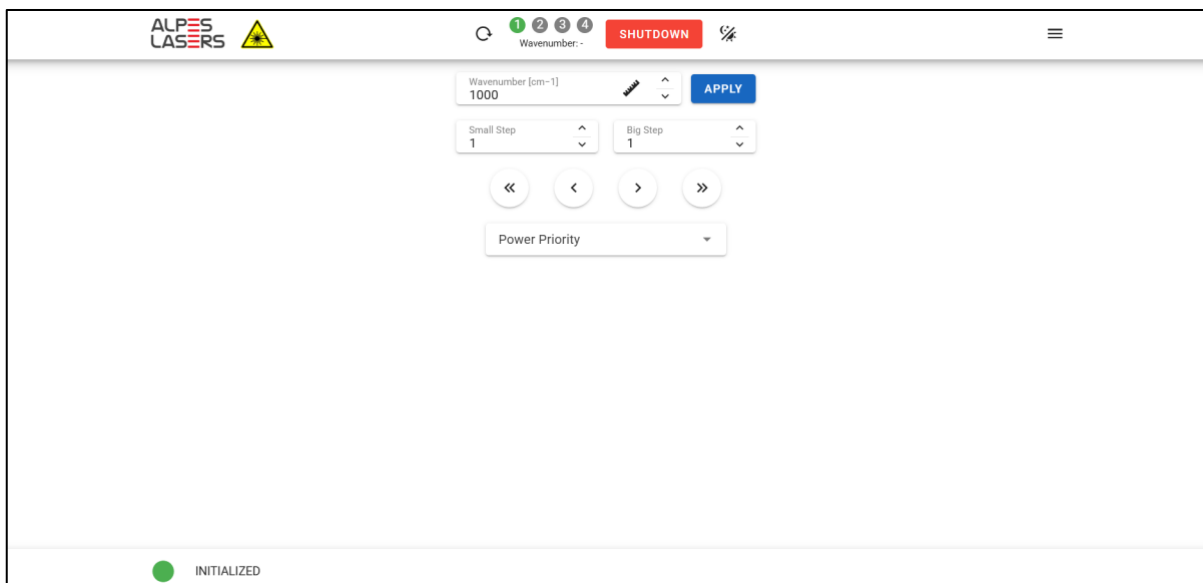 ALPES
LASERS
1 2 3 4
Wavenumber: -
SHUTDOWN
Wavenumber [cm−1]
1000
APPLY
Small Step
1
Big Step
1
Power Priority
INITIALIZED